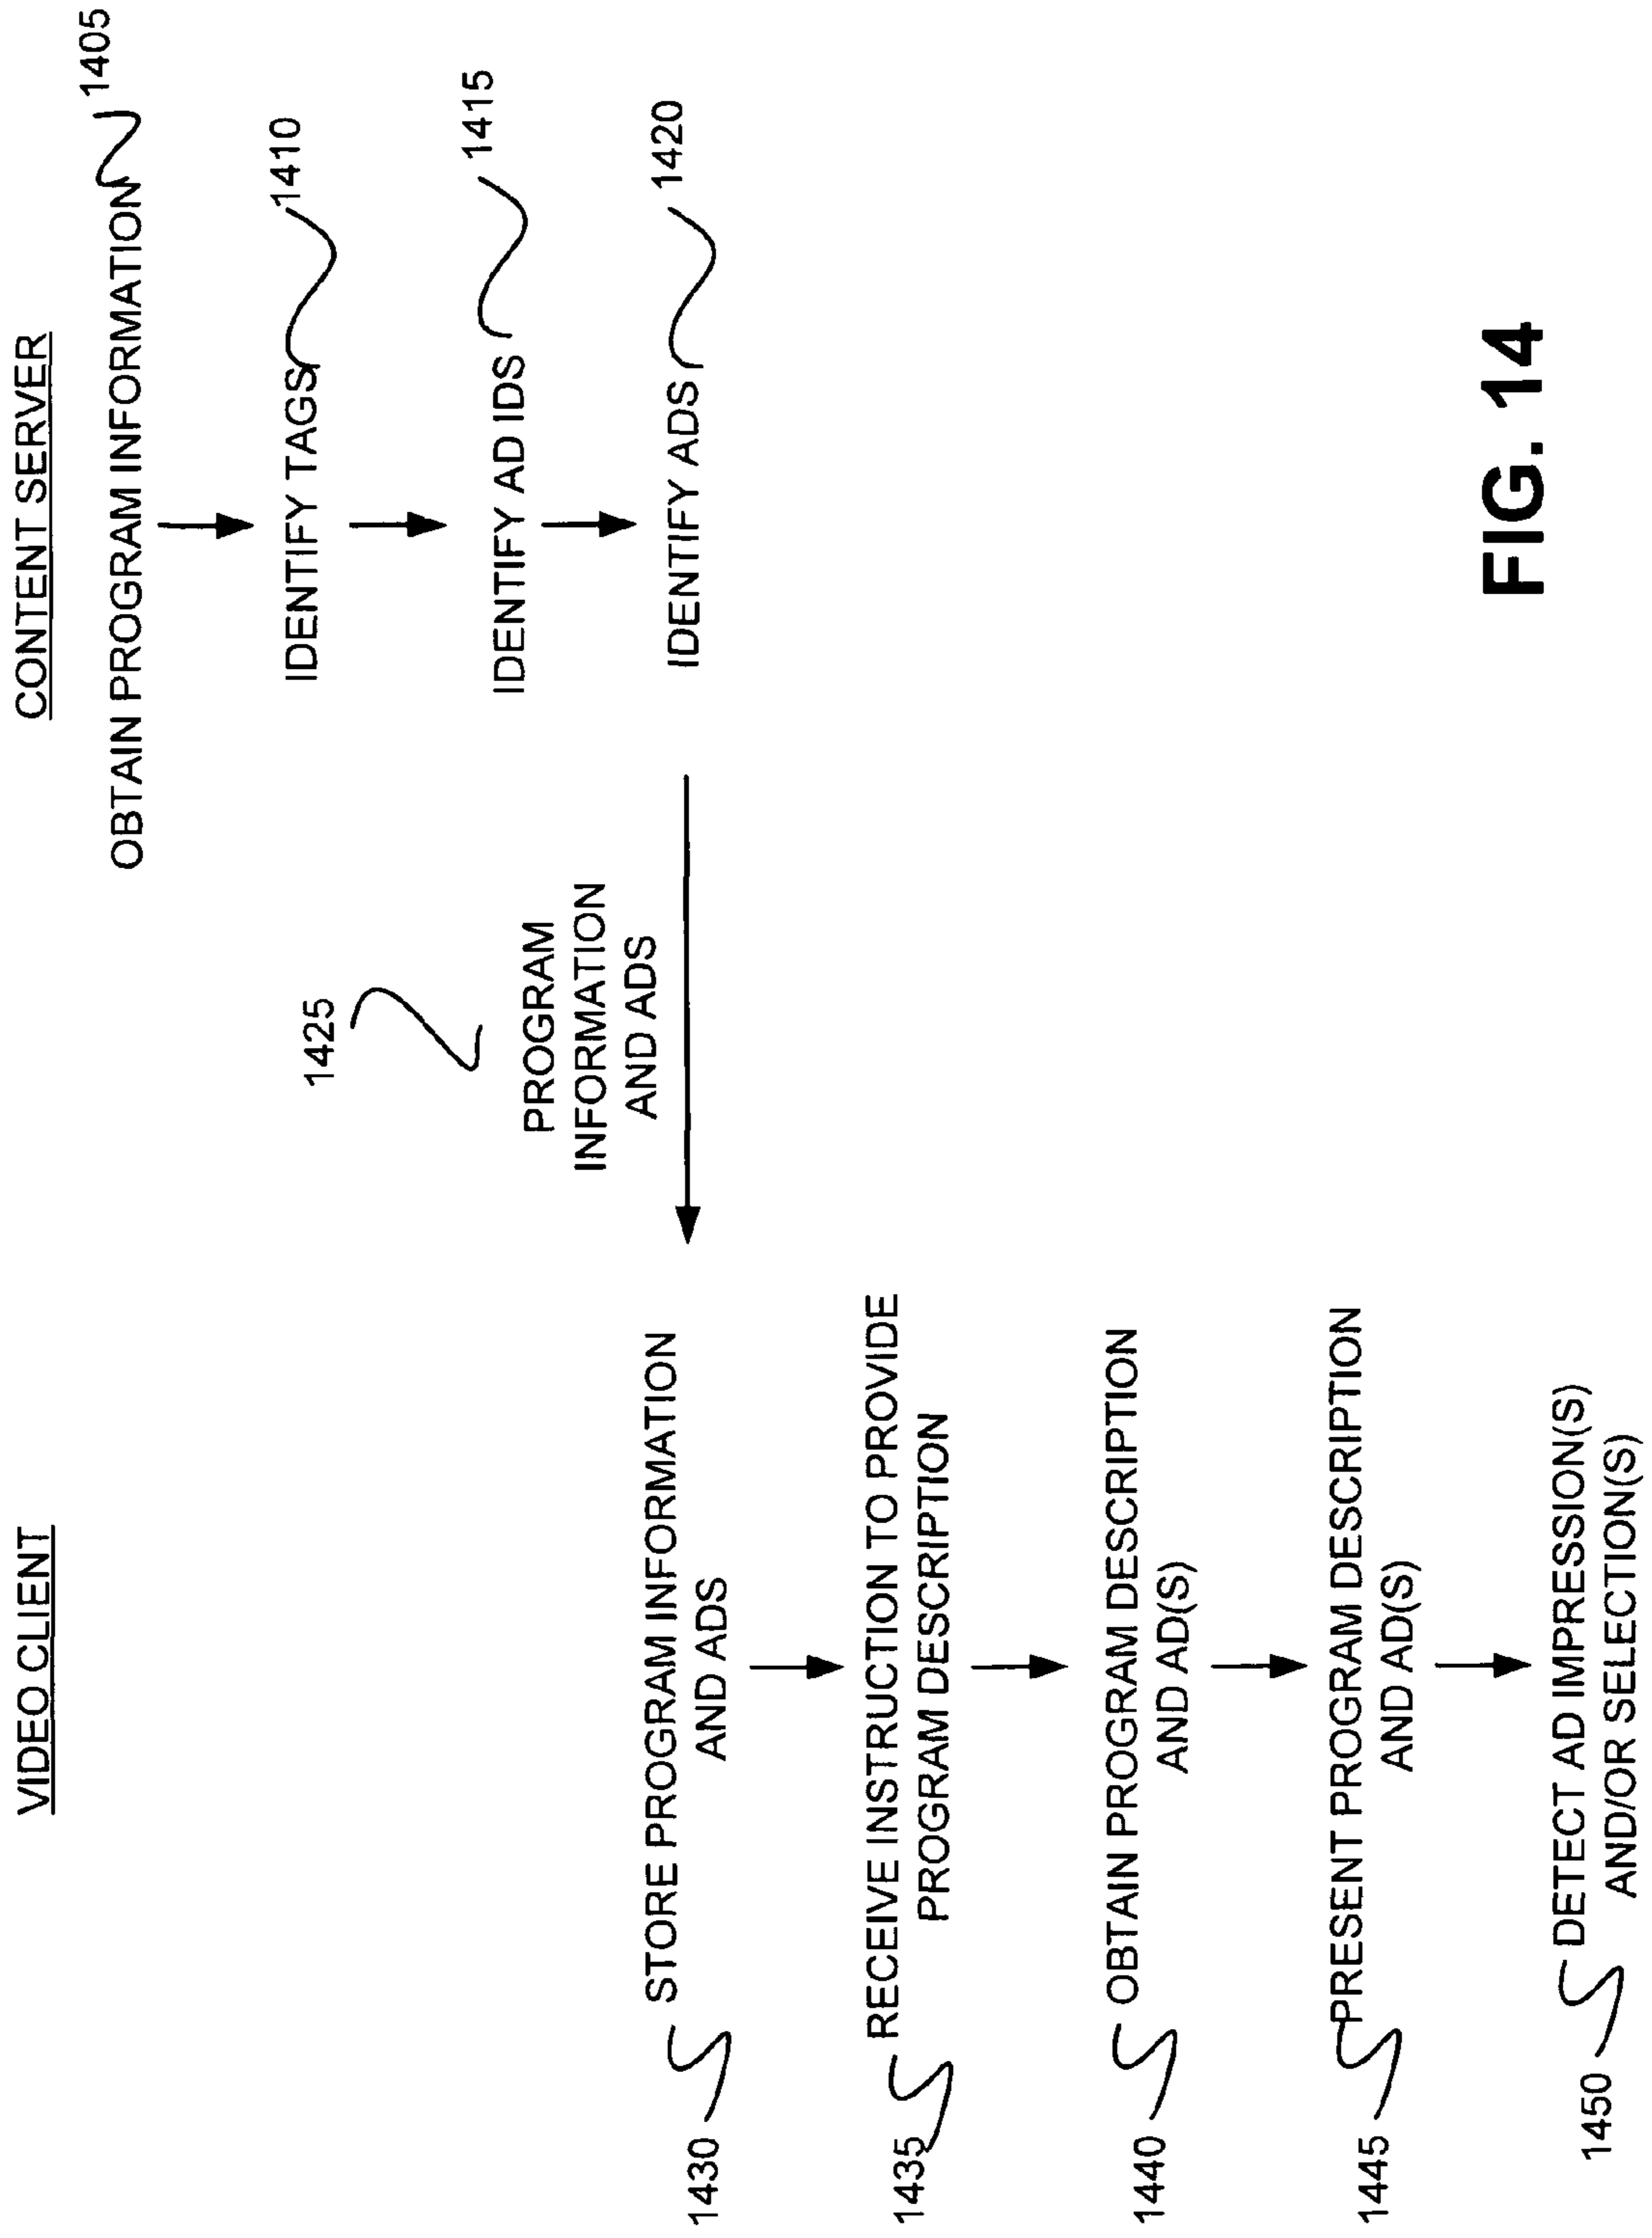 VIDEO CLIENT
CONTENT SERVER
OBTAIN PROGRAM INFORMATION
1405
IDENTIFY TAGS
1410
IDENTIFY AD IDS
1415
IDENTIFY ADS
1420
1425
PROGRAM
INFORMATION
AND ADS
1430
STORE PROGRAM INFORMATION
AND ADS
1435
RECEIVE INSTRUCTION TO PROVIDE
PROGRAM DESCRIPTION
1440
OBTAIN PROGRAM DESCRIPTION
AND AD(S)
1445
PRESENT PROGRAM DESCRIPTION
AND AD(S)
1450
DETECT AD IMPRESSION(S)
AND/OR SELECTION(S)
FIG. 14